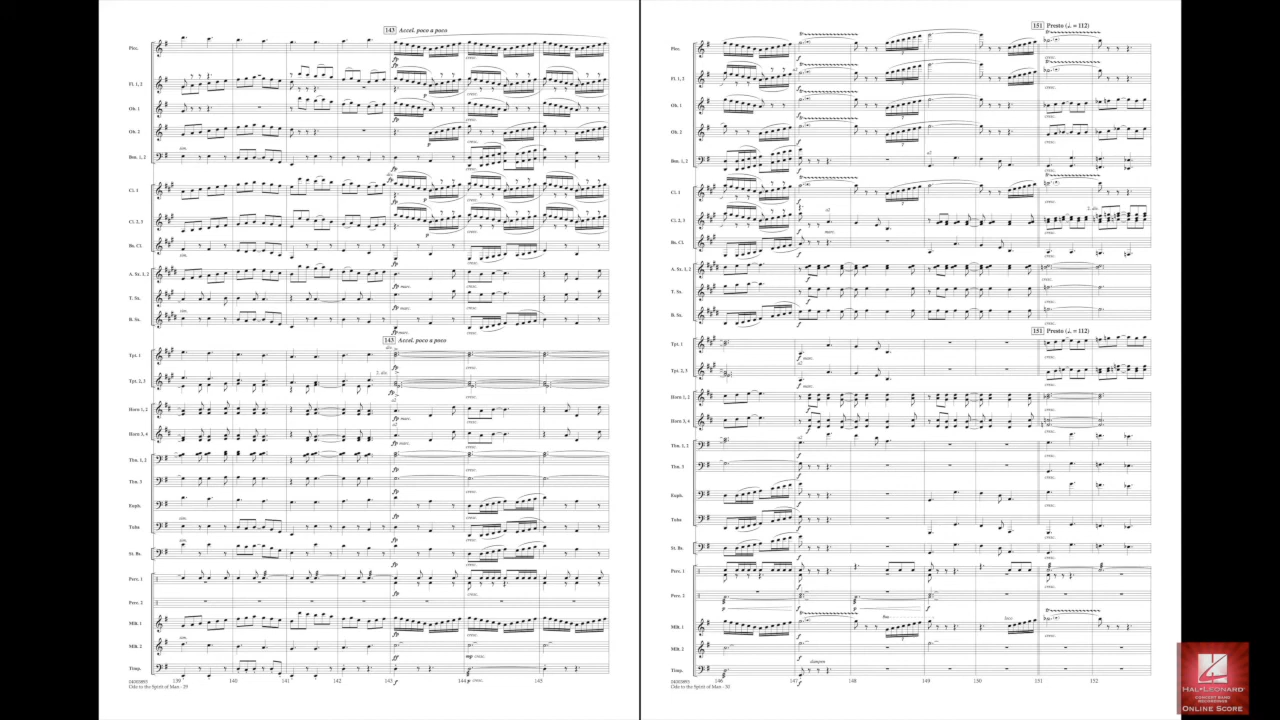 143 Accel. poco a poco
Picc.
Fl. 1, 2
Ob. 1
Ob. 2
Bsn. 1, 2
Cl. 1
Cl. 2, 3
Bs. Cl.
A. Sx. 1, 2
T. Sx.
B. Sx.
143 Accel. poco a poco
Tpt. 1
Tpt. 2, 3
Horn 1, 2
Horn 3, 4
Tbn. 1, 2
Tbn. 3
Euph.
Tuba
St. Bs.
Perc. 1
Perc. 2
Mlt. 1
Mlt. 2
Timp.
139 140 141 142 143 144 145
04003895
Ode to the Spirit of Man - 29
151 Presto (♩. = 112)
Picc.
Fl. 1, 2
Ob. 1
Ob. 2
Bsn. 1, 2
Cl. 1
Cl. 2, 3
Bs. Cl.
A. Sx. 1, 2
T. Sx.
B. Sx.
151 Presto (♩. = 112)
Tpt. 1
Tpt. 2, 3
Horn 1, 2
Horn 3, 4
Tbn. 1, 2
Tbn. 3
Euph.
Tuba
St. Bs.
Perc. 1
Perc. 2
Mlt. 1
Mlt. 2
Timp.
146 147 148 149 150 151 152
04003895
Ode to the Spirit of Man - 30
HAL•LEONARD
CONCERT BAND
RECORDINGS
ONLINE SCORE